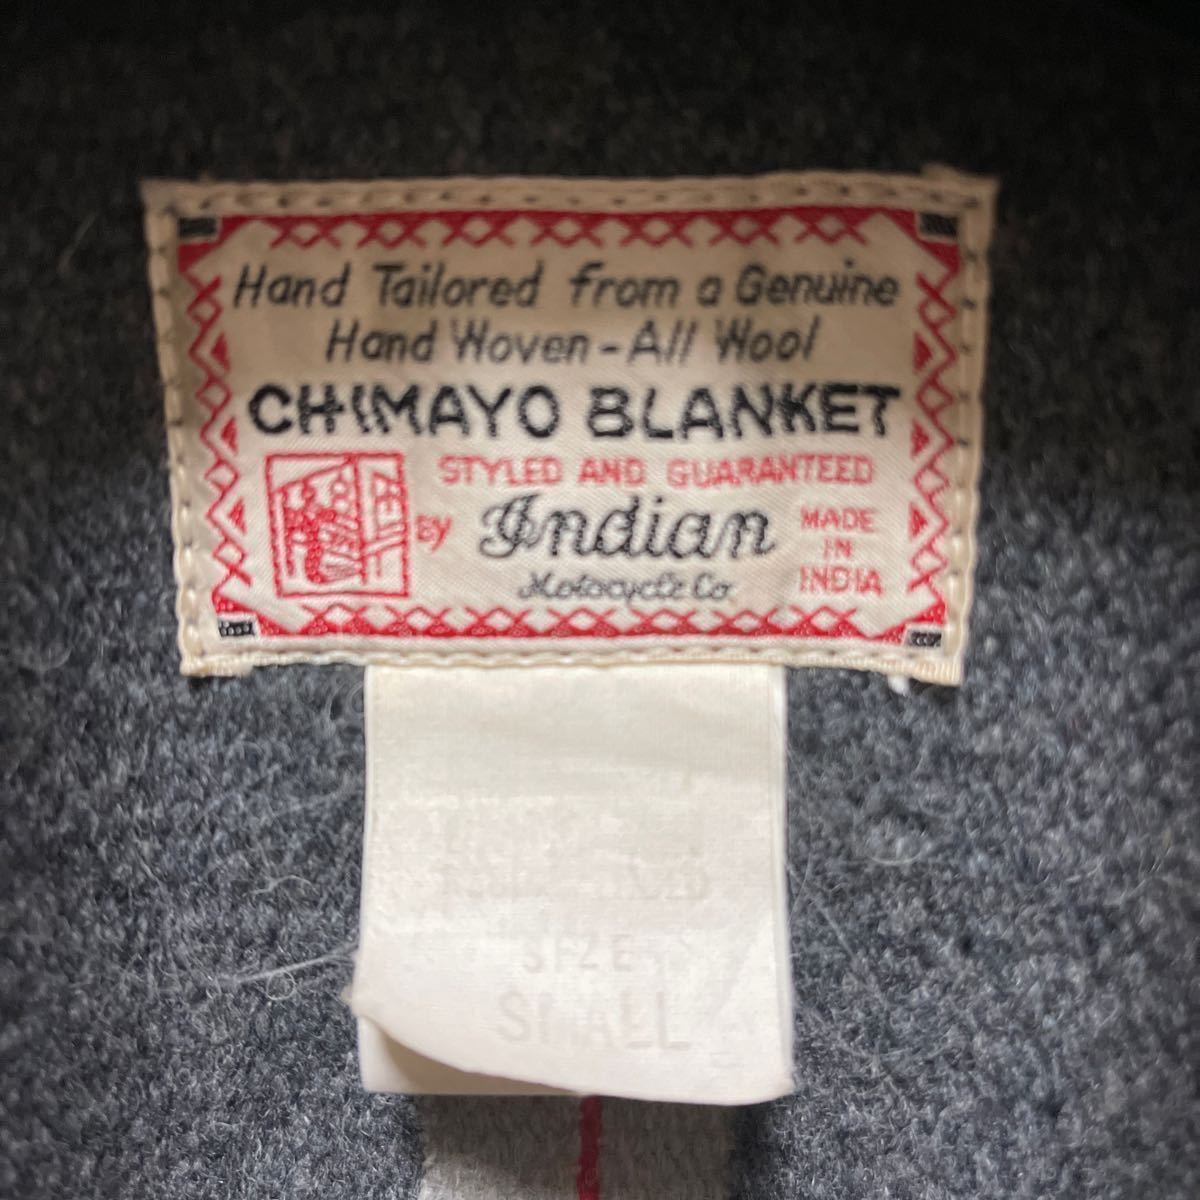 Hand Tailored from a Genuine
Hand Woven-All Wool
CHIMAYO BLANKET
STYLED AND GUARANTEED
By Indian
Motocycle Co
MADE
IN
INDIA
SIZE
SMALL